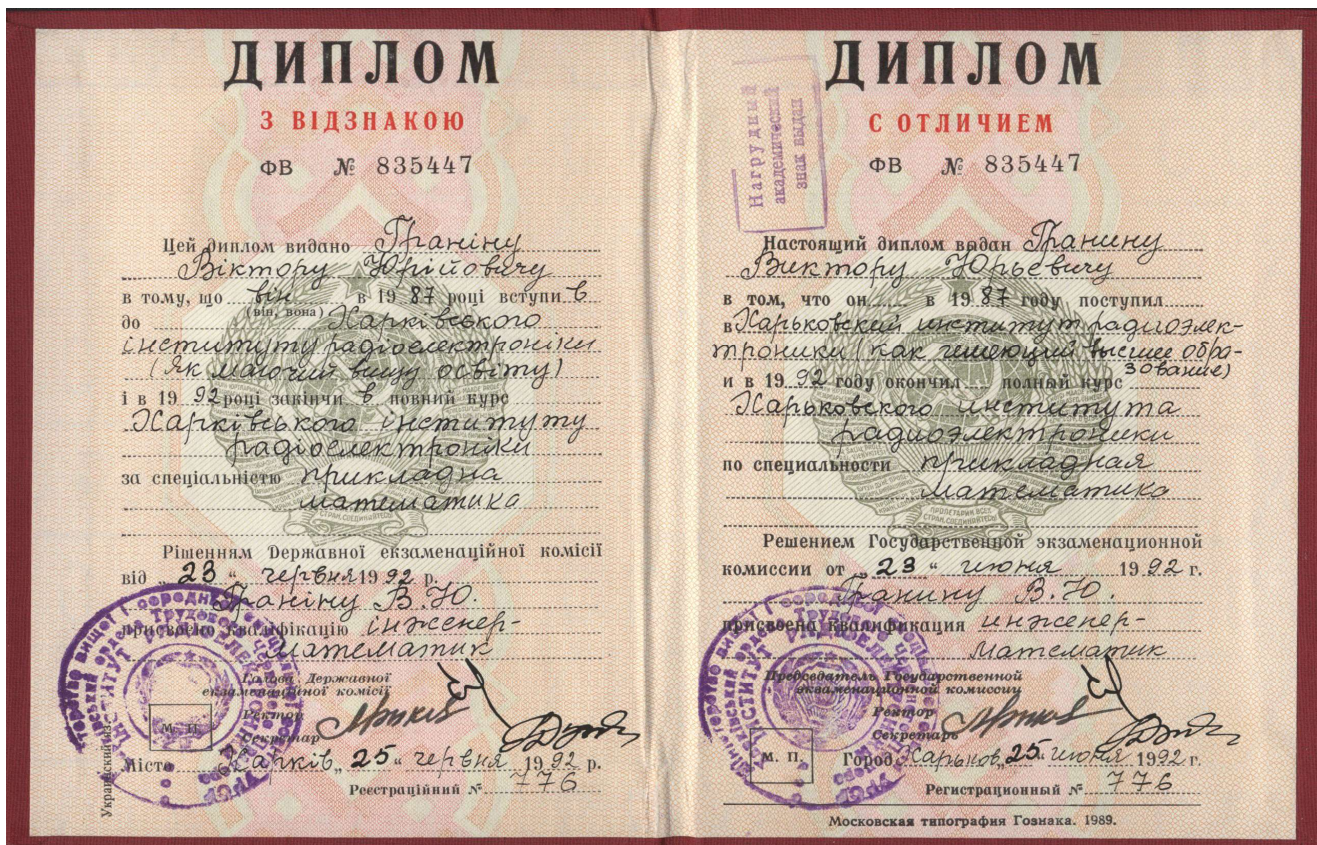 ДИПЛОМ
З ВІДЗНАКОЮ
ФВ № 835447
Цей диплом видано Граніну
Віктору Юрійовичу
в тому, що він в 1987 році вступив
(він, вона)
до Харківського
інституту радіоелектроніки
(як маючий вищу освіту)
і в 1992 році закінчив повний курс
Харківського інституту
радіоелектроніки
за спеціальністю прикладна
математика
Рішенням Державної екзаменаційної комісії
від „23“ червня 1992 р.
Граніну В.Ю.
присвоєно кваліфікацію інженер-
математик
Голова Державної
екзаменаційної комісії
Ректор
Секретар
М. П.
Місто Харків „25“ червня 1992 р.
Реєстраційний № 776
ДИПЛОМ
С ОТЛИЧИЕМ
ФВ № 835447
Нагрудный
академический
знак выдан
Настоящий диплом выдан Гранину
Виктору Юрьевичу
в том, что он в 1987 году поступил
в Харьковский институт радиоэлек-
троники (как имеющий высшее обра-
зование)
и в 1992 году окончил полный курс
Харьковского института
радиоэлектроники
по специальности прикладная
математика
Решением Государственной экзаменационной
комиссии от „23“ июня 1992 г.
Гранину В.Ю.
присвоена квалификация инженер-
математик
Председатель Государственной
экзаменационной комиссии
Ректор
Секретарь
М. П.
Город Харьков „25“ июня 1992 г.
Регистрационный № 776
Московская типография Гознака. 1989.